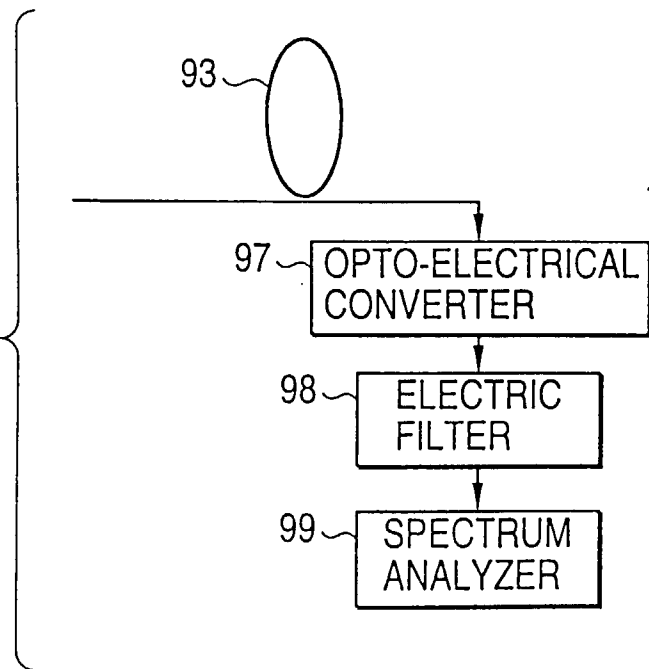 93
97
OPTO-ELECTRICAL
CONVERTER
98
ELECTRIC
FILTER
99
SPECTRUM
ANALYZER